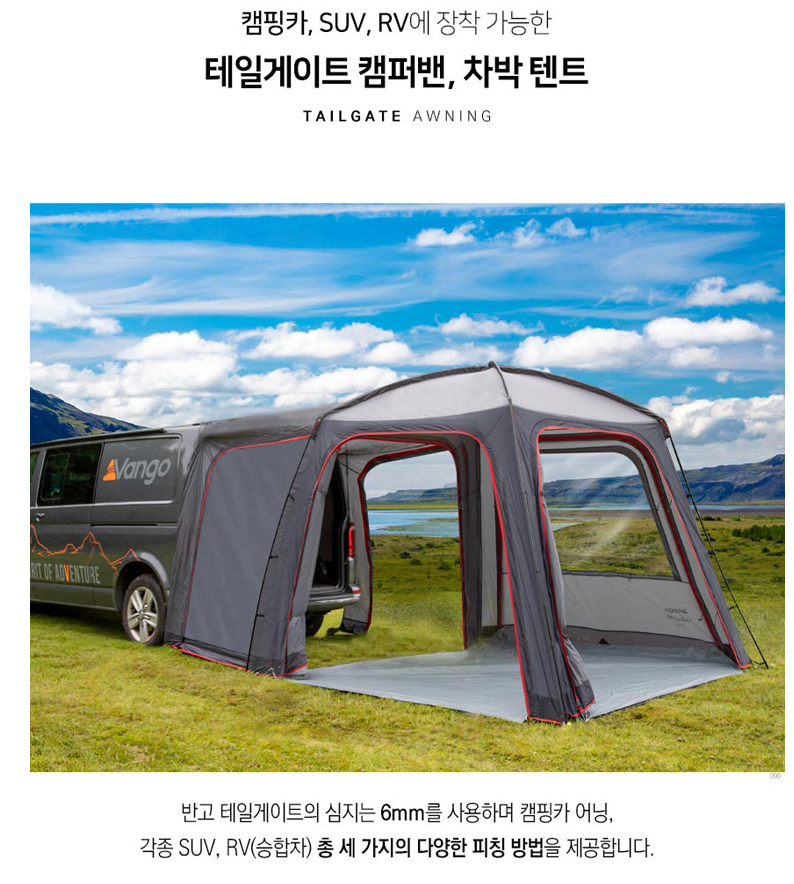 캠핑카, SUV, RV에 장착 가능한
테일게이트 캠퍼밴, 차박 텐트
TAILGATE AWNING
Vango
RIT OF ADVENTURE
090
반고 테일게이트의 심지는 6mm를 사용하며 캠핑카 어닝,
각종 SUV, RV(승합차) 총 세 가지의 다양한 피칭 방법을 제공합니다.